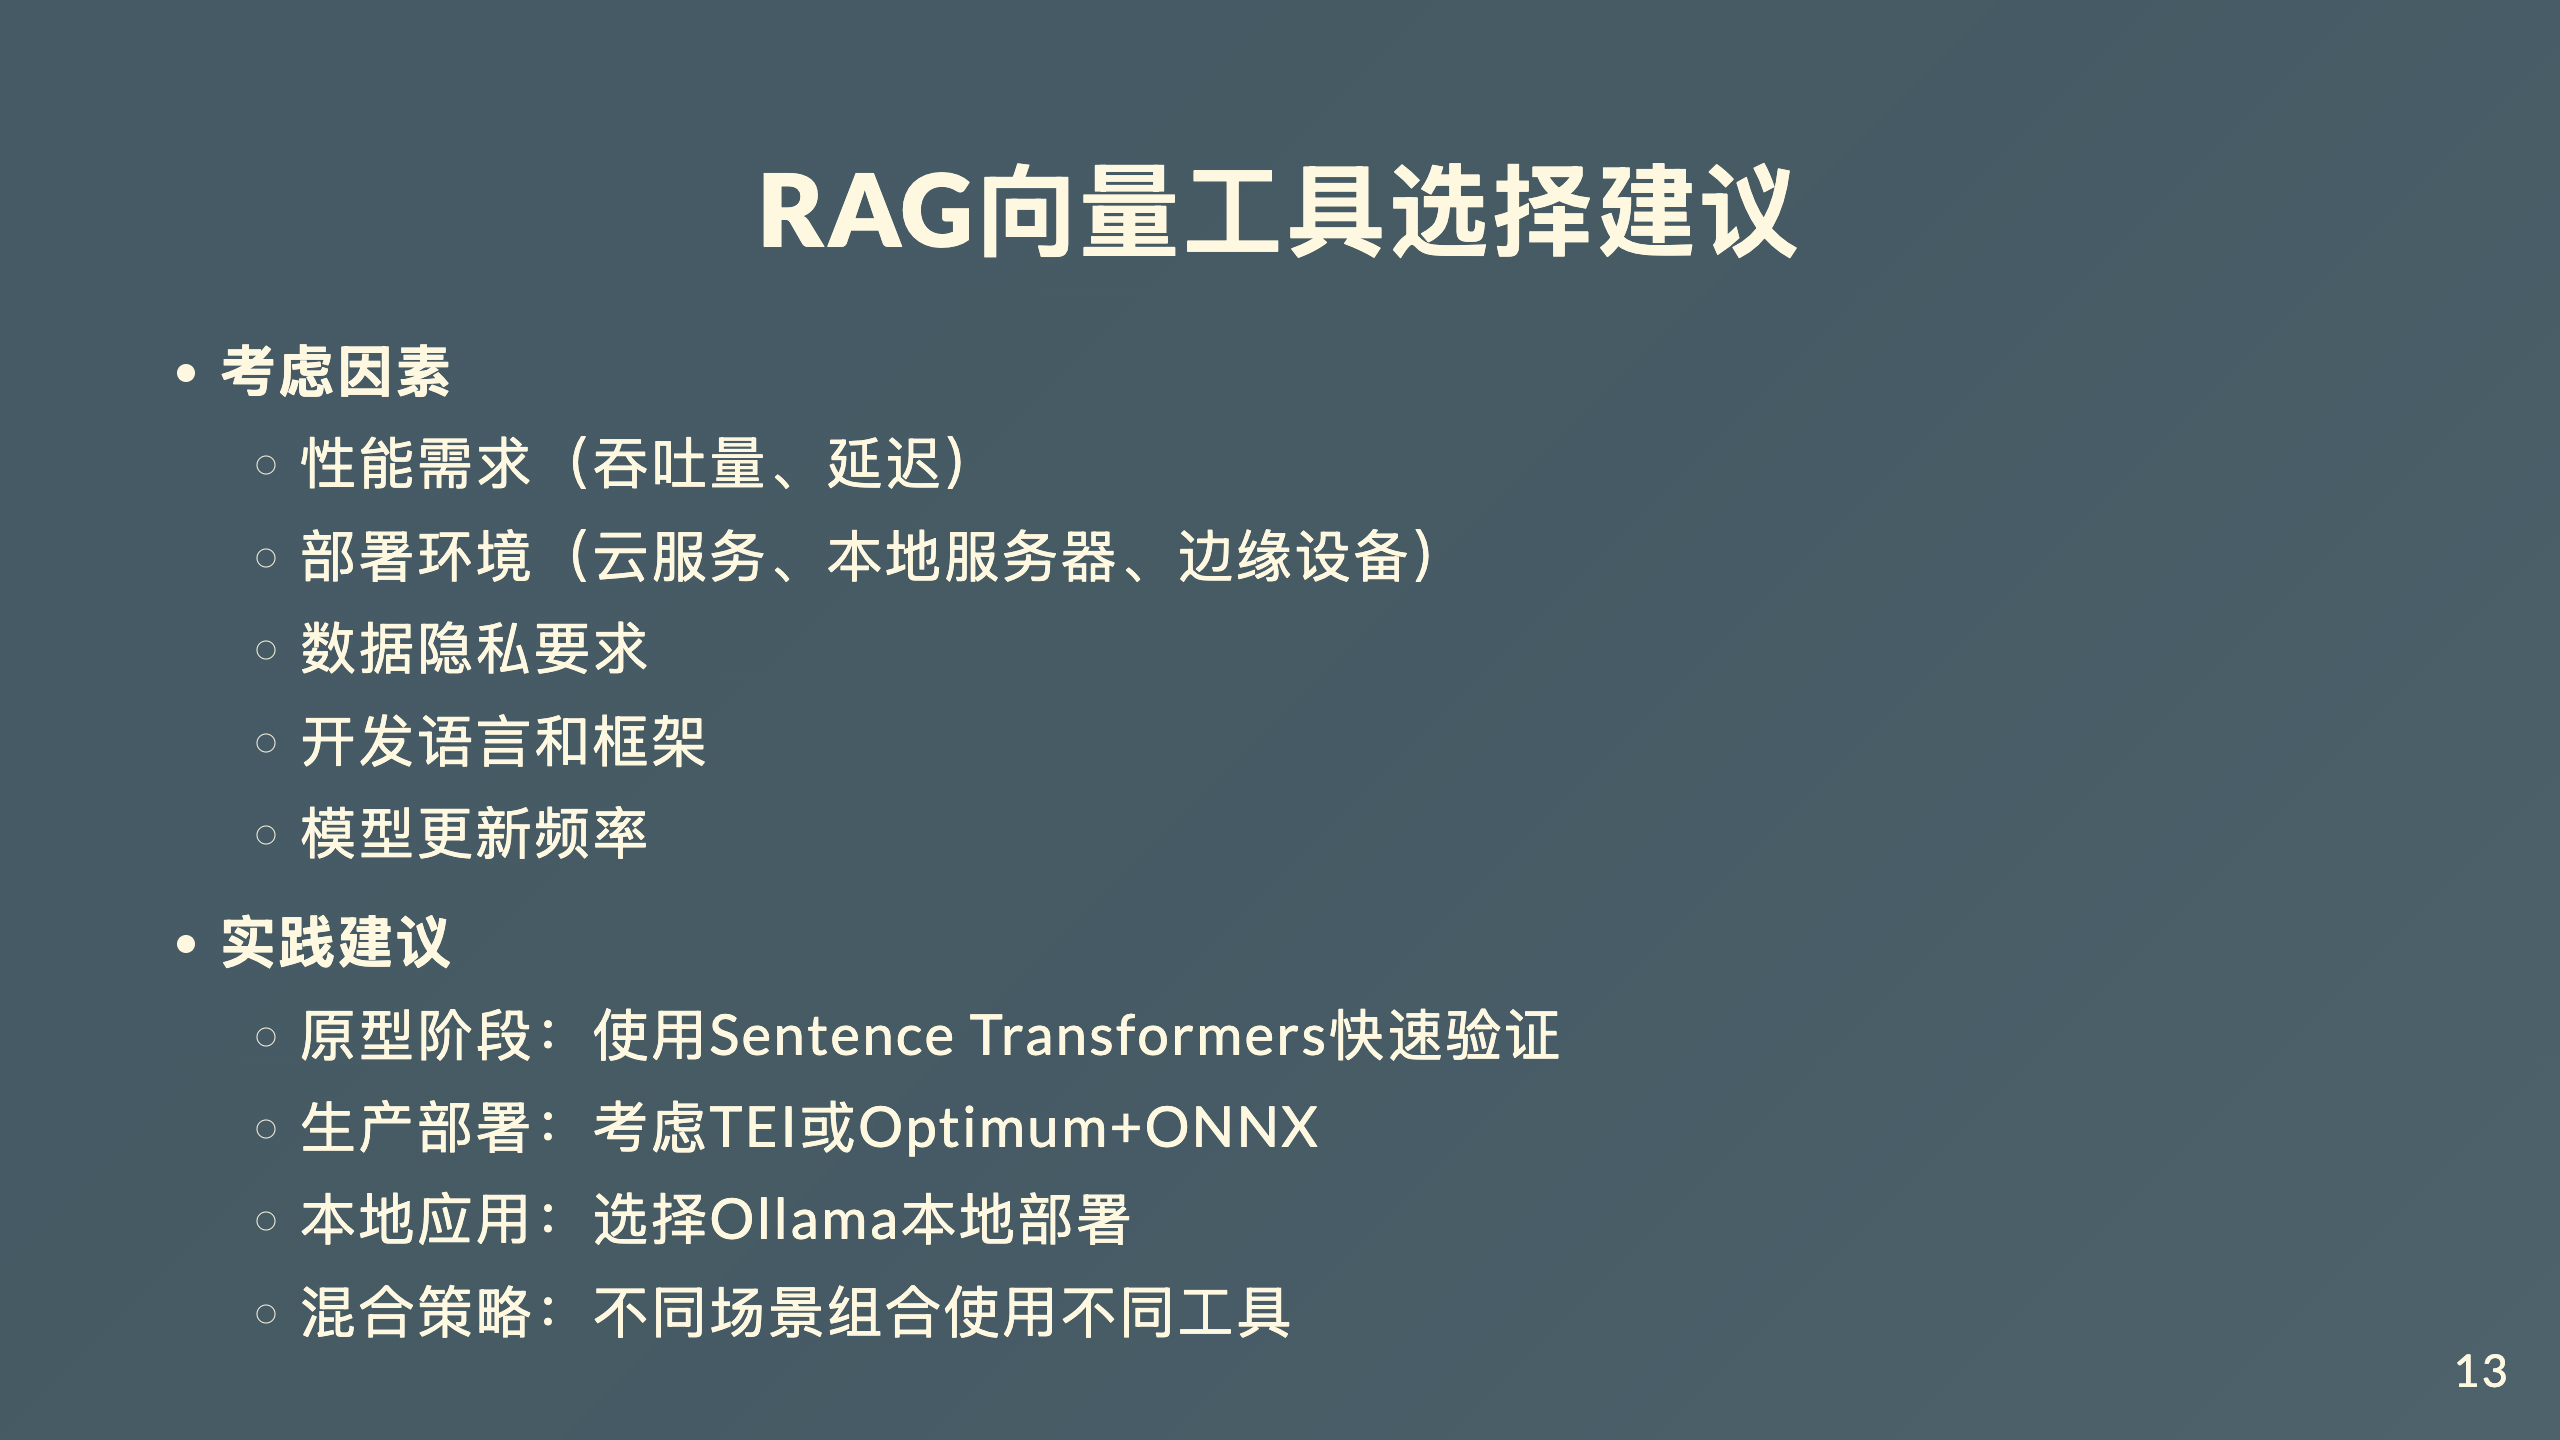 RAG向量工具选择建议
• 考虑因素
○ 性能需求（吞吐量、延迟）
○ 部署环境（云服务、本地服务器、边缘设备）
○ 数据隐私要求
○ 开发语言和框架
○ 模型更新频率
• 实践建议
○ 原型阶段：使用Sentence Transformers快速验证
○ 生产部署：考虑TEI或Optimum+ONNX
○ 本地应用：选择Ollama本地部署
○ 混合策略：不同场景组合使用不同工具
13